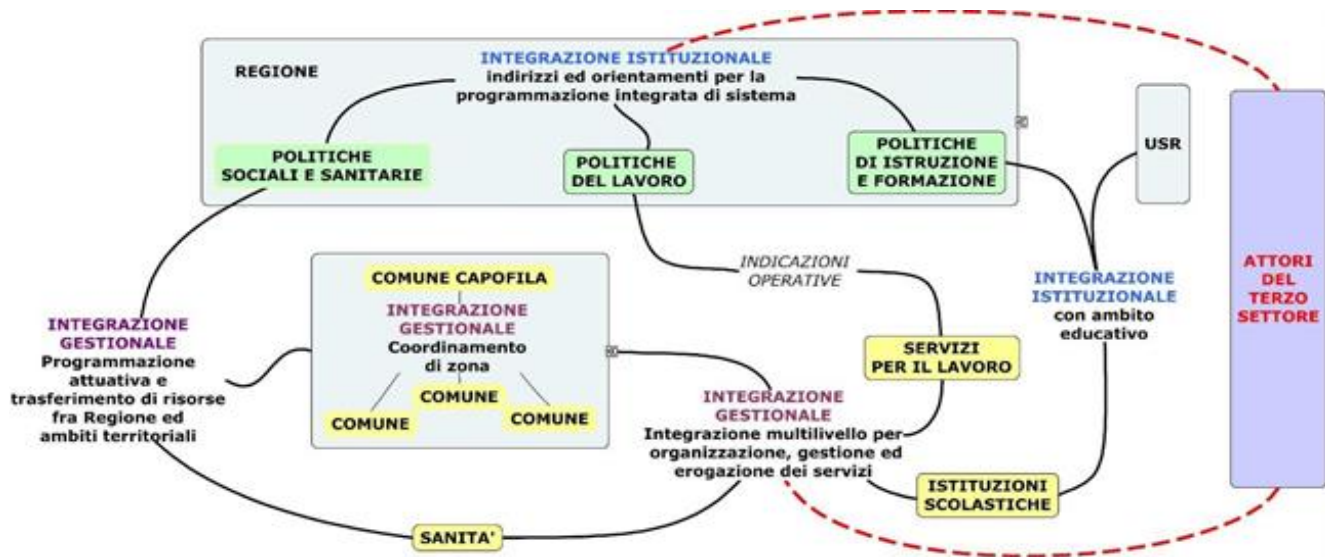 REGIONE
INTEGRAZIONE ISTITUZIONALE
indirizzi ed orientamenti per la
programmazione integrata di sistema
POLITICHE
SOCIALI E SANITARIE
POLITICHE
DEL LAVORO
POLITICHE
DI ISTRUZIONE
E FORMAZIONE
USR
ATTORI
DEL
TERZO
SETTORE
INDICAZIONI
OPERATIVE
INTEGRAZIONE
ISTITUZIONALE
con ambito
educativo
COMUNE CAPOFILA
INTEGRAZIONE
GESTIONALE
Coordinamento
di zona
COMUNE
COMUNE
COMUNE
INTEGRAZIONE
GESTIONALE
Programmazione
attuativa e
trasferimento di risorse
fra Regione ed
ambiti territoriali
SERVIZI
PER IL LAVORO
INTEGRAZIONE
GESTIONALE
Integrazione multilivello per
organizzazione, gestione ed
erogazione dei servizi
ISTITUZIONI
SCOLASTICHE
SANITA'